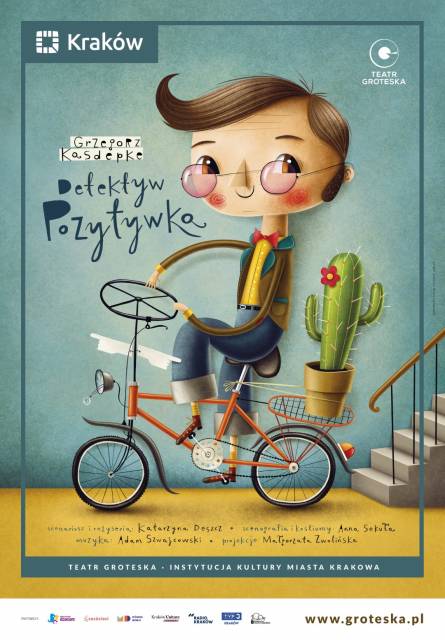 Kraków
TEATR
GROTESKA
Grzegorz
Kasdepke
Detektyw
Pozytywka
scenariusz i reżyseria: Katarzyna Deszcz • scenografia i kostiumy: Anna Sekuła
muzyka: Adam Szwajcowski • projekcje: Małgorzata Zwolińska
TEATR GROTESKA · INSTYTUCJA KULTURY MIASTA KRAKOWA
www.groteska.pl